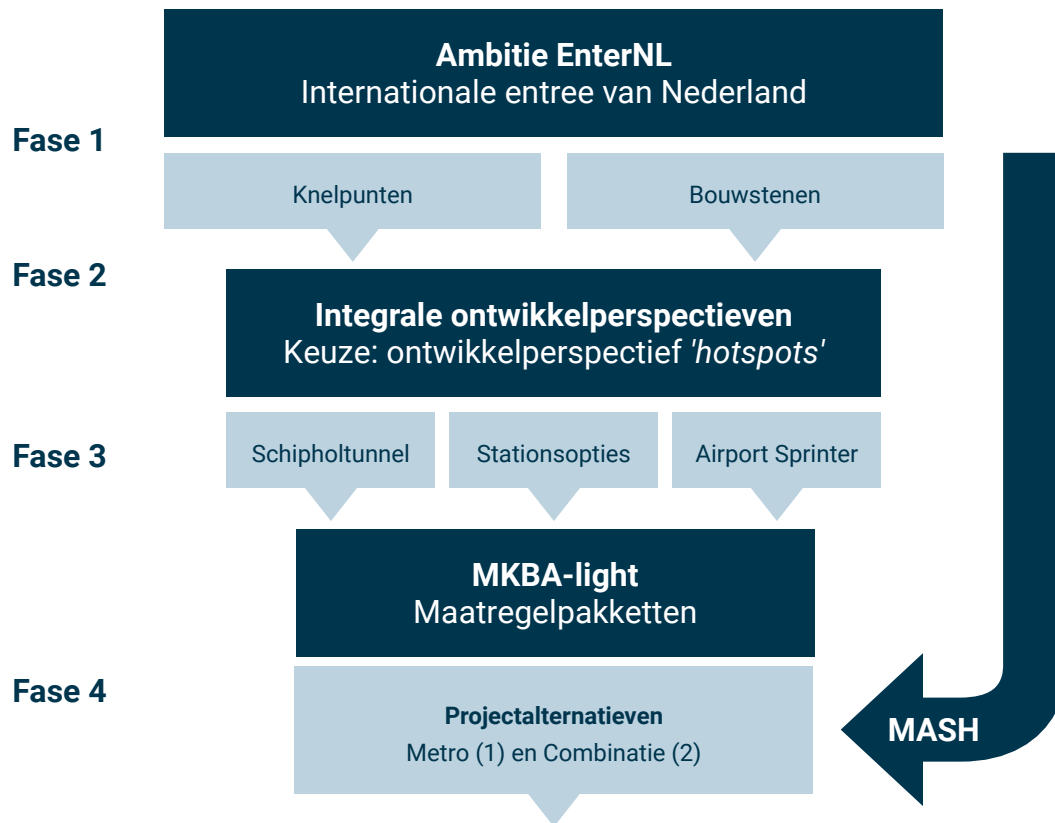 Ambitie EnterNL
Internationale entree van Nederland
Fase 1
Knelpunten
Bouwstenen
Fase 2
Integrale ontwikkelperspectieven
Keuze: ontwikkelperspectief 'hotspots'
Fase 3
Schipholtunnel
Stationsopties
Airport Sprinter
MKBA-light
Maatregelpakketten
Fase 4
Projectalternatieven
Metro (1) en Combinatie (2)
MASH